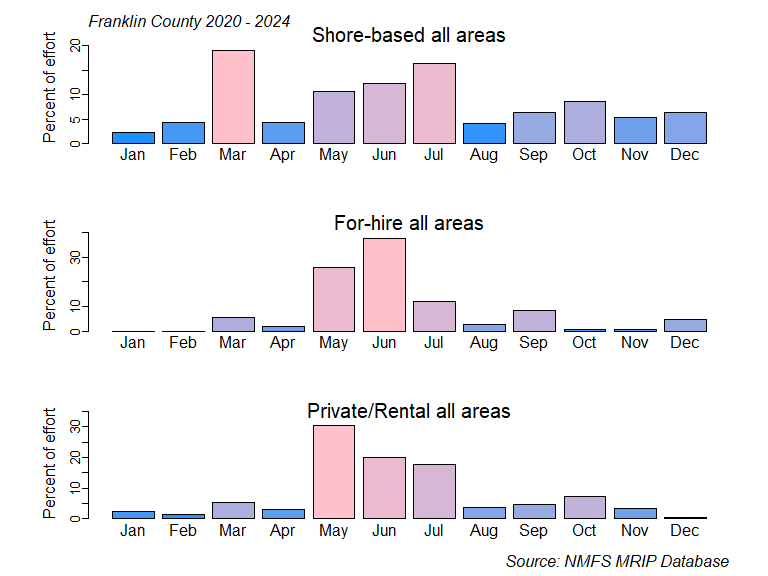 Franklin County 2020 - 2024
Shore-based all areas
Percent of effort
0 5 10 20
Jan Feb Mar Apr May Jun Jul Aug Sep Oct Nov Dec
For-hire all areas
Percent of effort
0 10 30
Jan Feb Mar Apr May Jun Jul Aug Sep Oct Nov Dec
Private/Rental all areas
Percent of effort
0 10 20 30
Jan Feb Mar Apr May Jun Jul Aug Sep Oct Nov Dec
Source: NMFS MRIP Database